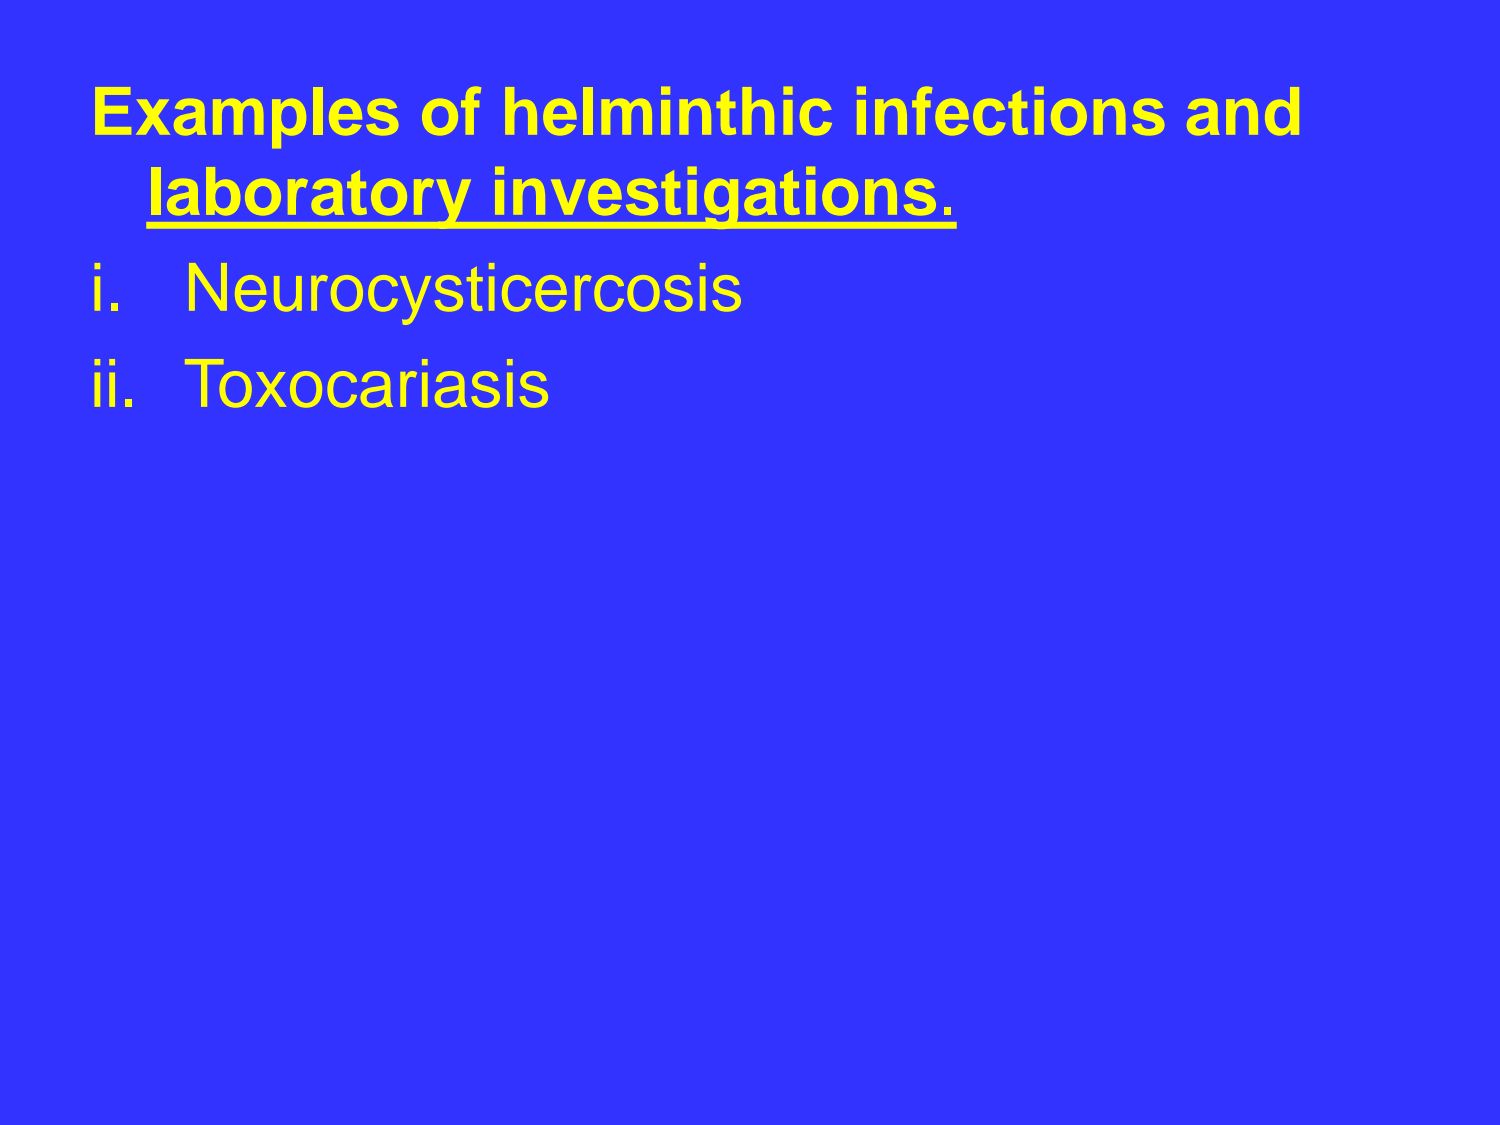 Examples of helminthic infections and
laboratory investigations.
i. Neurocysticercosis
ii. Toxocariasis